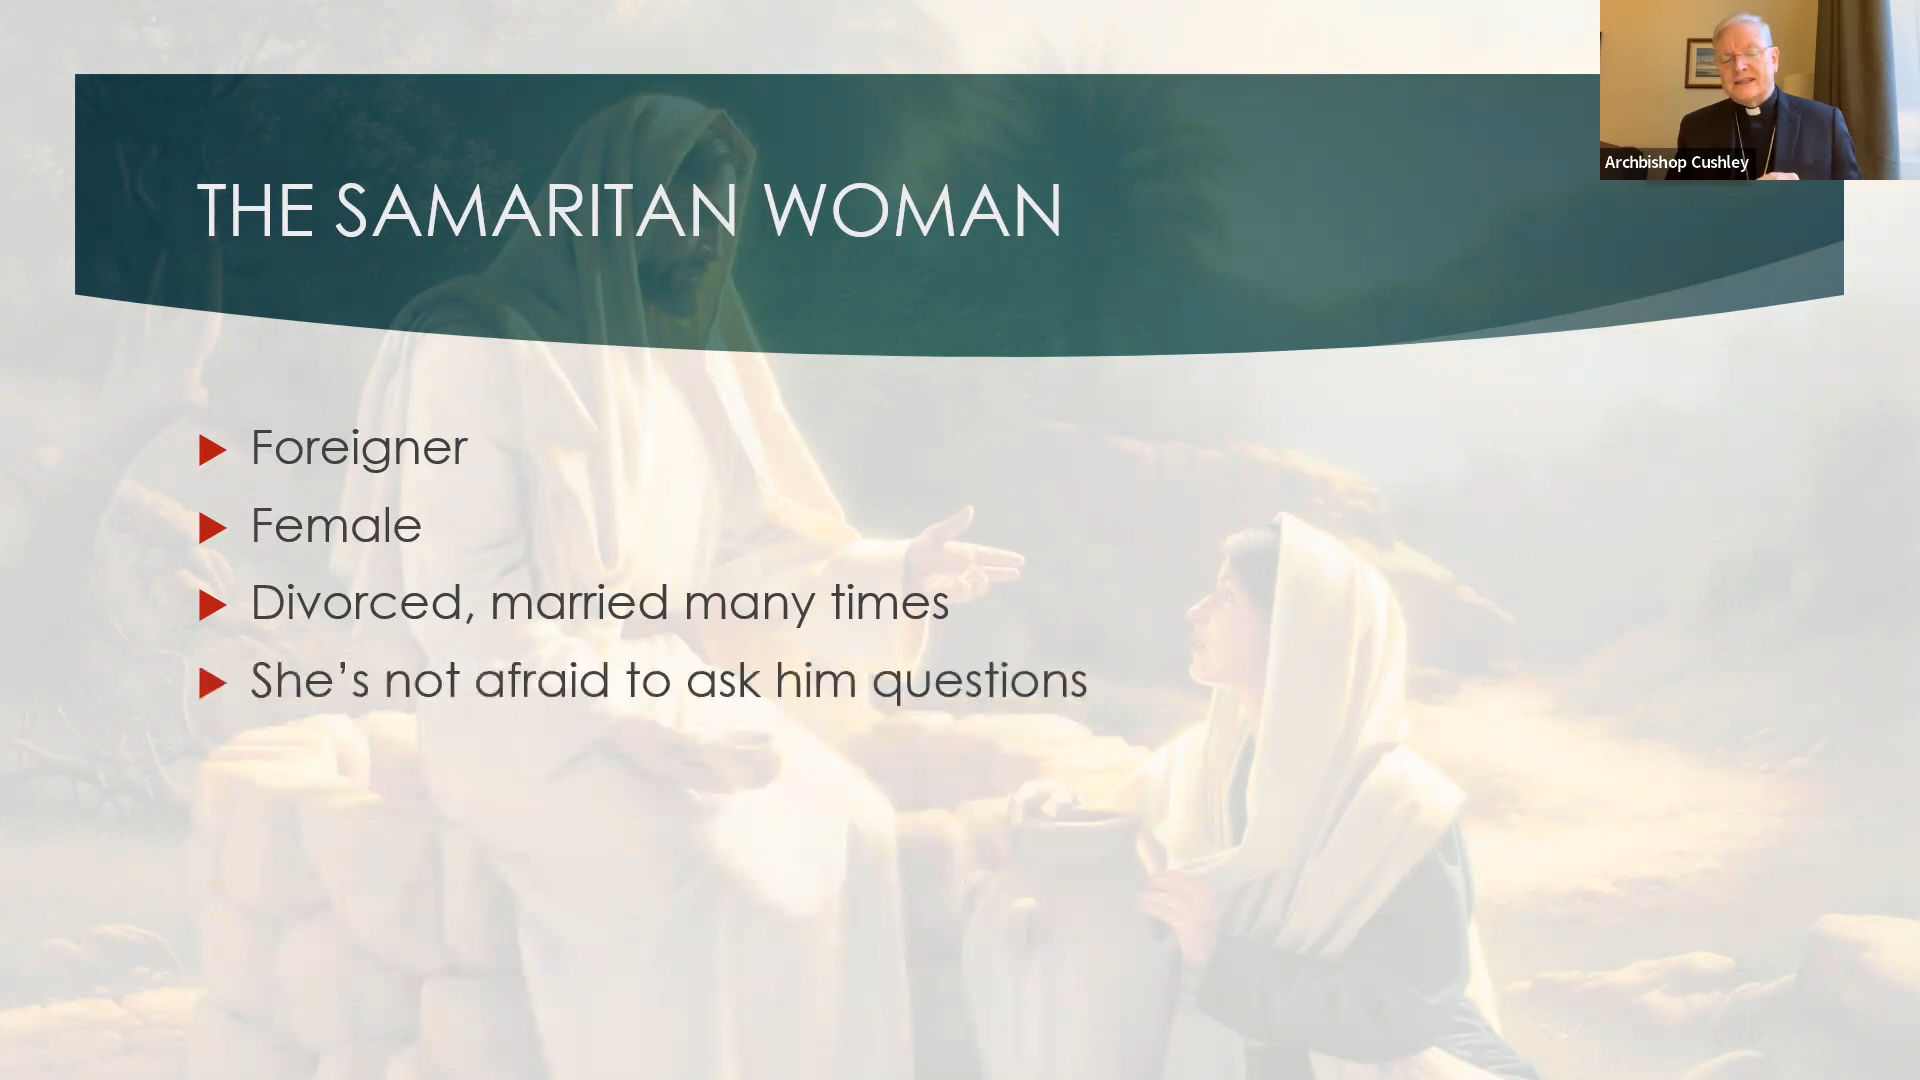 THE SAMARITAN WOMAN
Archbishop Cushley
Foreigner
Female
Divorced, married many times
She’s not afraid to ask him questions